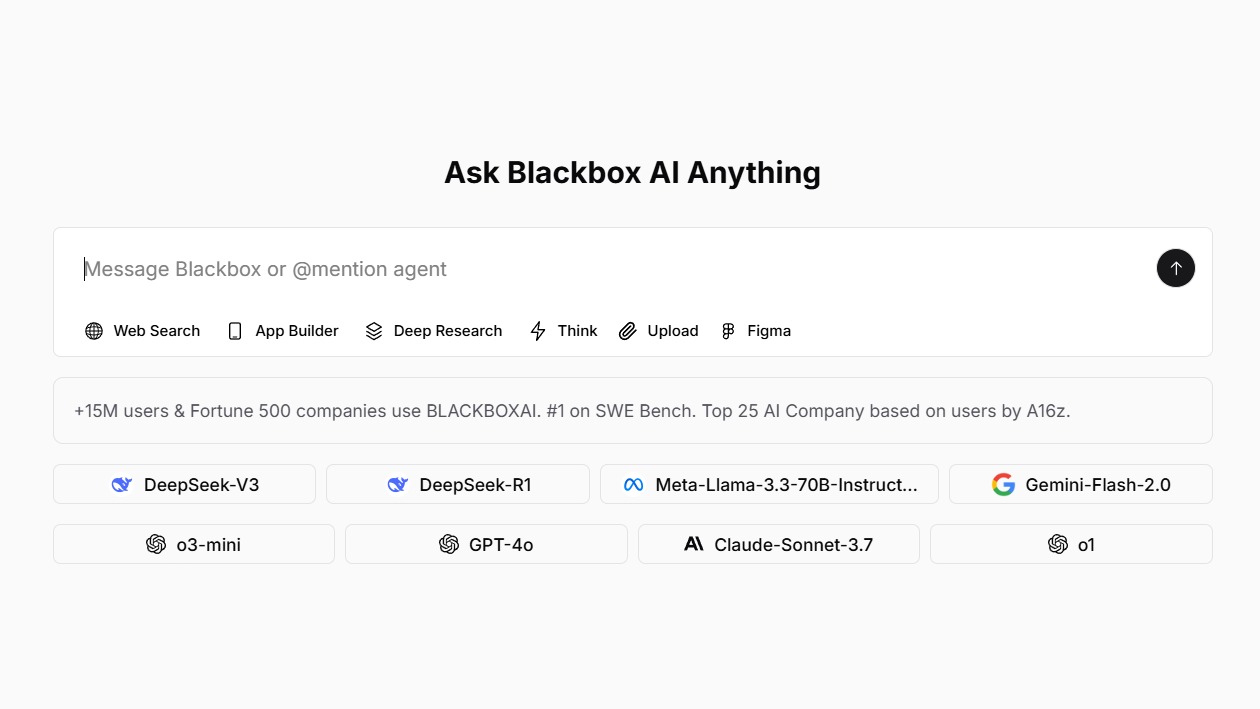 Ask Blackbox AI Anything
Message Blackbox or @mention agent
Web Search App Builder Deep Research Think Upload Figma
+15M users & Fortune 500 companies use BLACKBOXAI. #1 on SWE Bench. Top 25 AI Company based on users by A16z.
DeepSeek-V3 DeepSeek-R1 Meta-Llama-3.3-70B-Instruct... Gemini-Flash-2.0
o3-mini GPT-4o Claude-Sonnet-3.7 o1